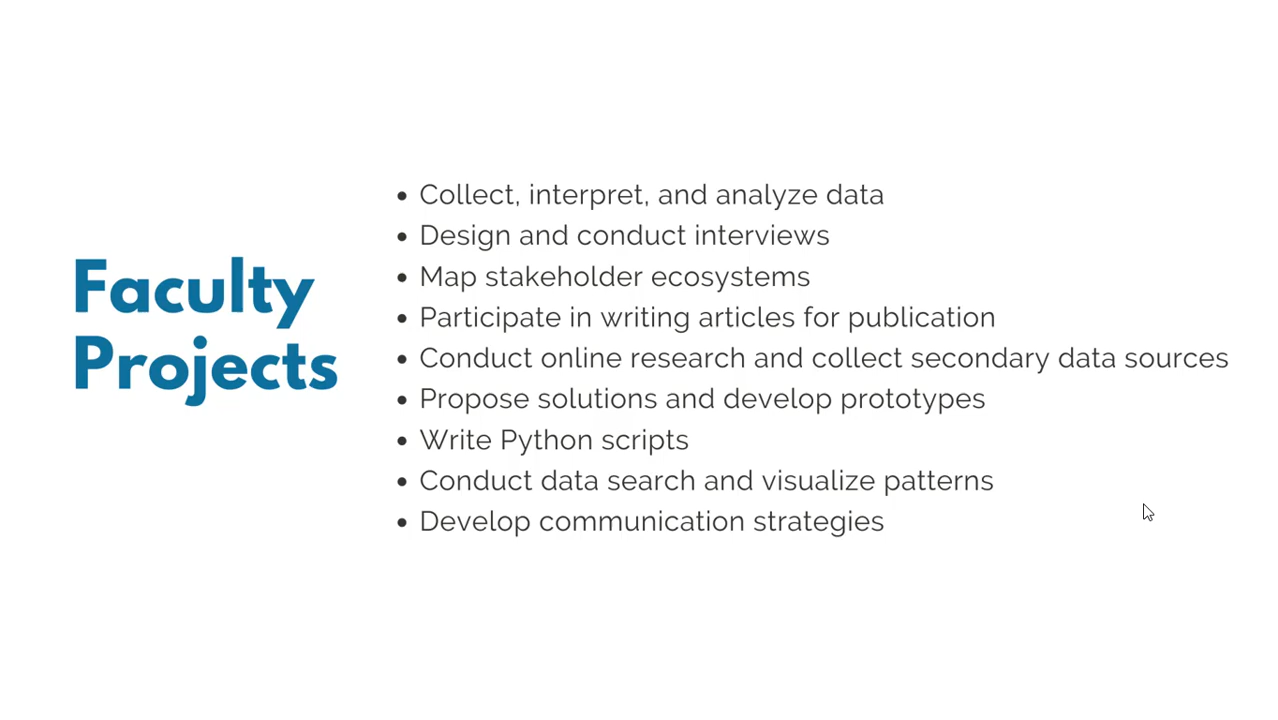 Faculty
Projects
• Collect, interpret, and analyze data
• Design and conduct interviews
• Map stakeholder ecosystems
• Participate in writing articles for publication
• Conduct online research and collect secondary data sources
• Propose solutions and develop prototypes
• Write Python scripts
• Conduct data search and visualize patterns
• Develop communication strategies